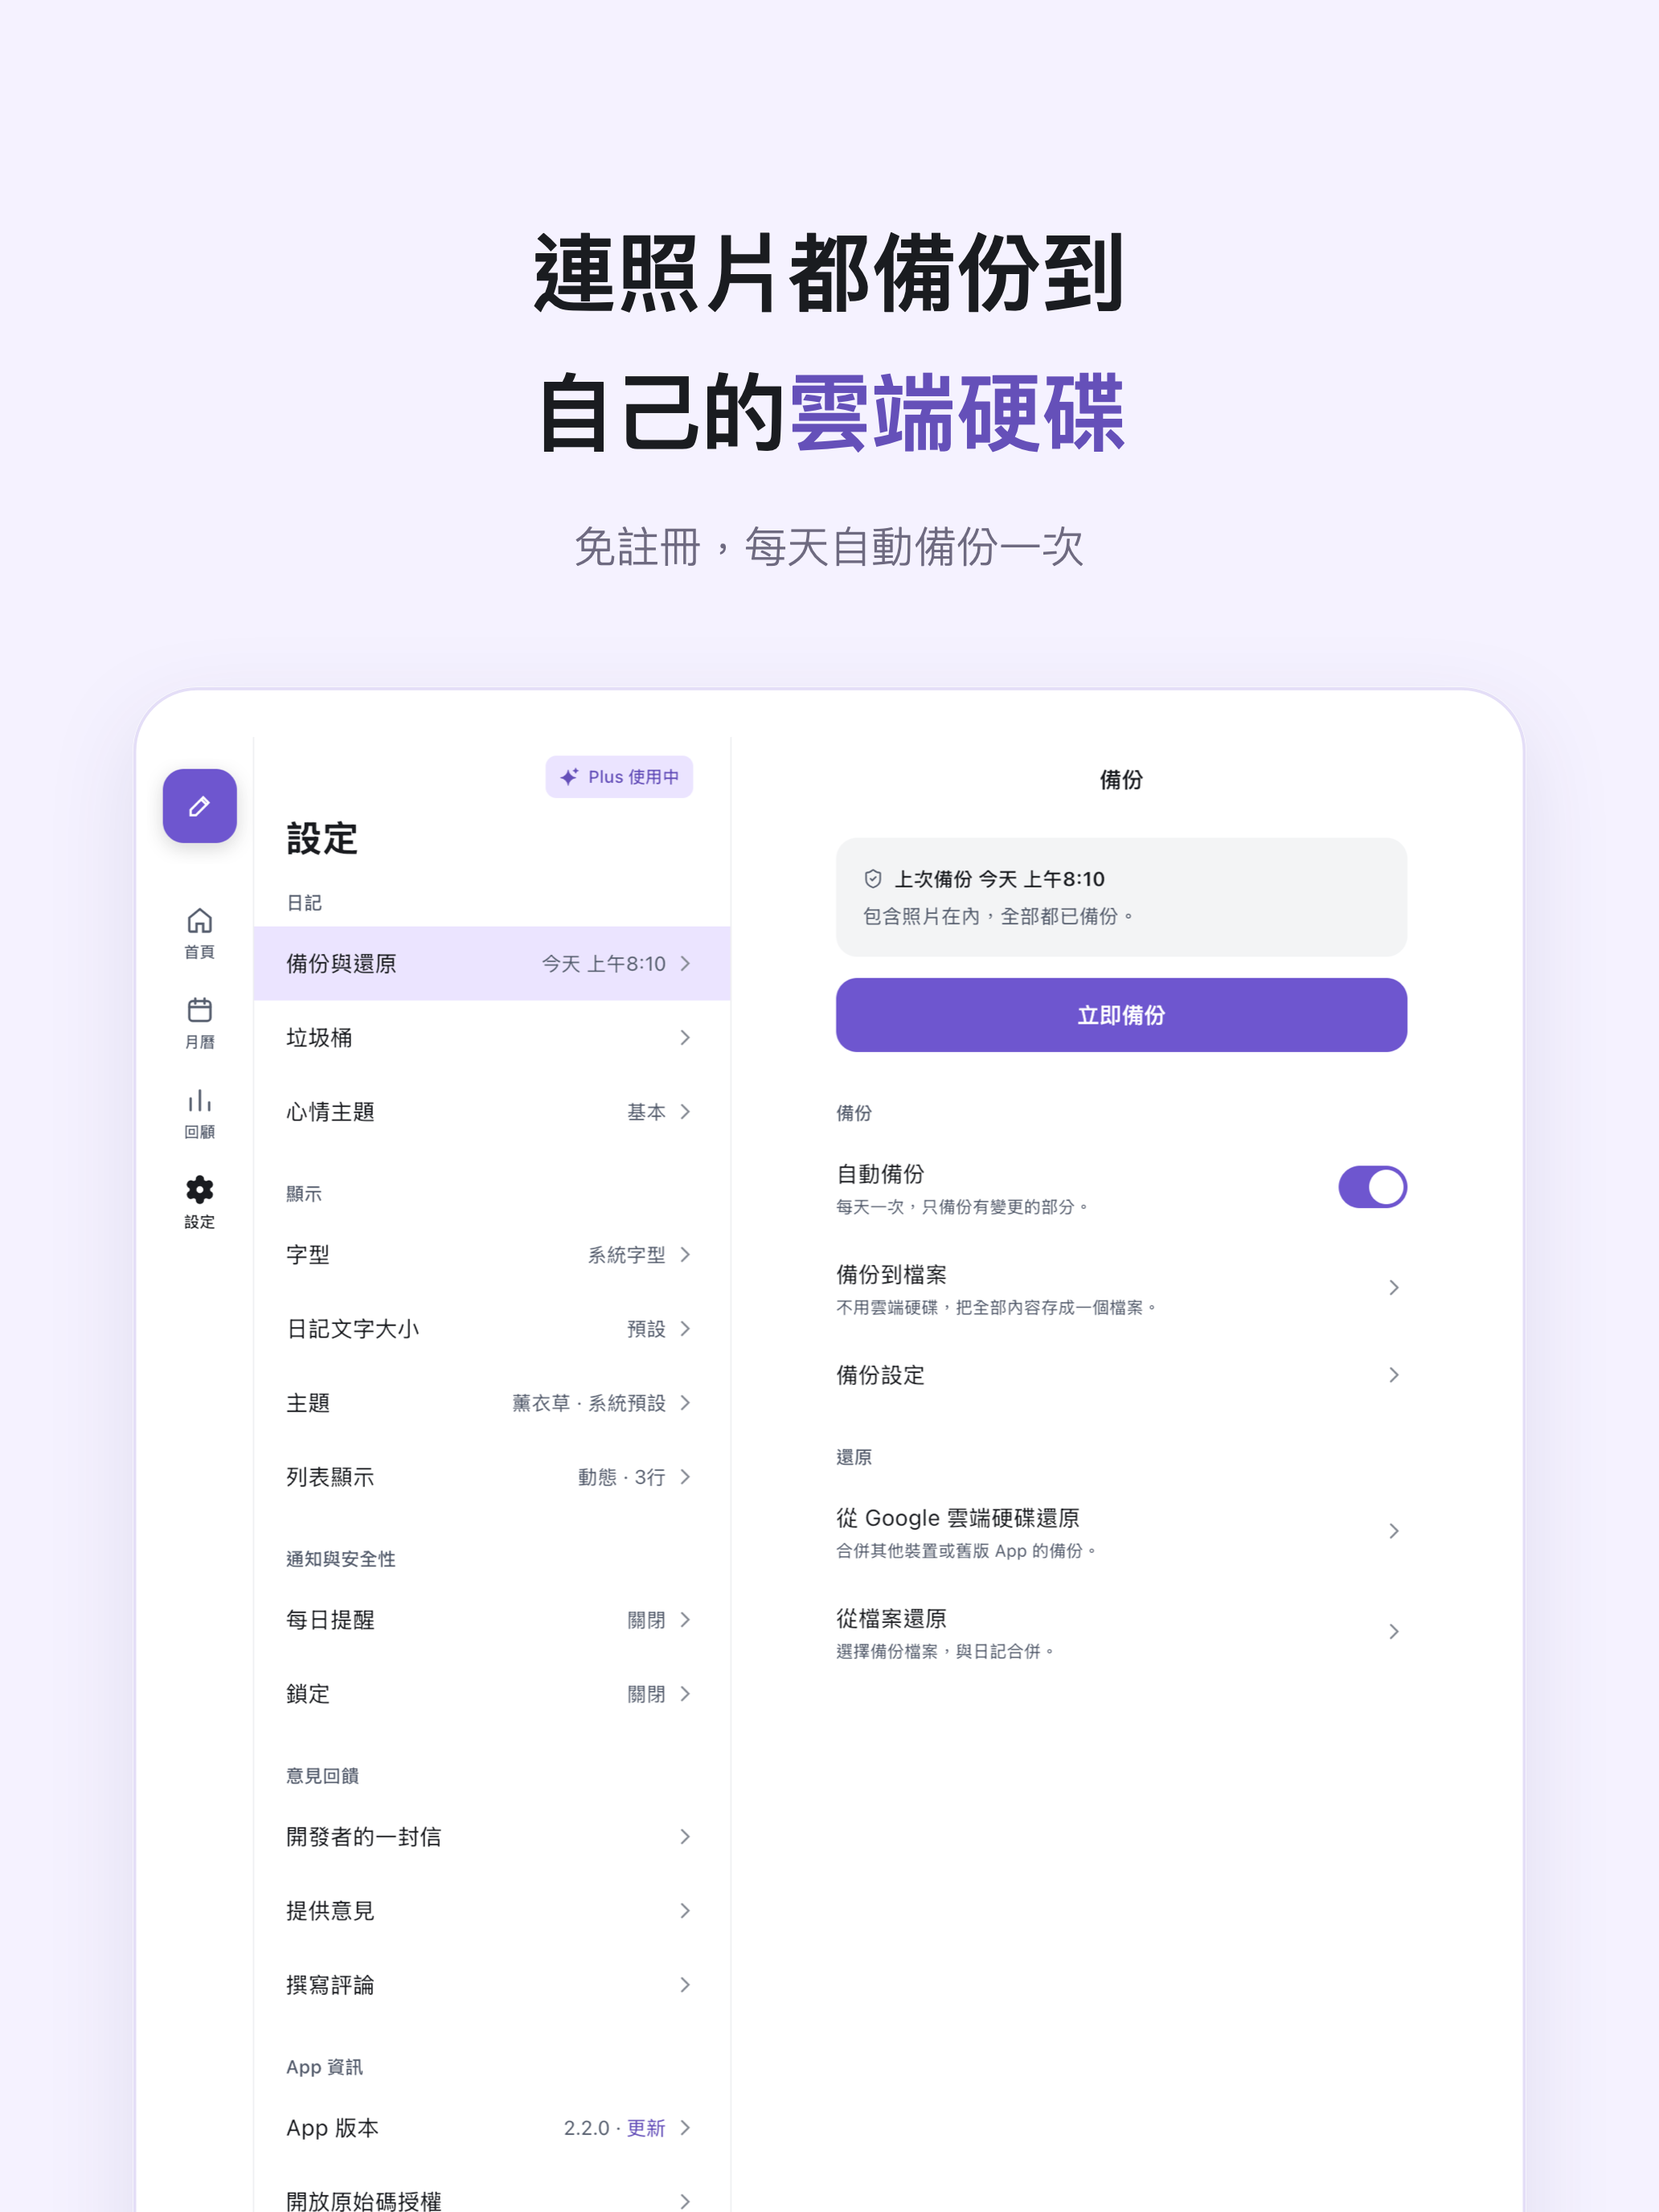 連照片都備份到
自己的雲端硬碟
免註冊，每天自動備份一次
首頁
月曆
回顧
設定
Plus 使用中
設定
日記
備份與還原 今天 上午8:10
垃圾桶
心情主題 基本
顯示
字型 系統字型
日記文字大小 預設
主題 薰衣草 · 系統預設
列表顯示 動態 · 3行
通知與安全性
每日提醒 關閉
鎖定 關閉
意見回饋
開發者的一封信
提供意見
撰寫評論
App 資訊
App 版本 2.2.0 · 更新
開放原始碼授權
備份
上次備份 今天 上午8:10
包含照片在內，全部都已備份。
立即備份
備份
自動備份
每天一次，只備份有變更的部分。
備份到檔案
不用雲端硬碟，把全部內容存成一個檔案。
備份設定
還原
從 Google 雲端硬碟還原
合併其他裝置或舊版 App 的備份。
從檔案還原
選擇備份檔案，與日記合併。